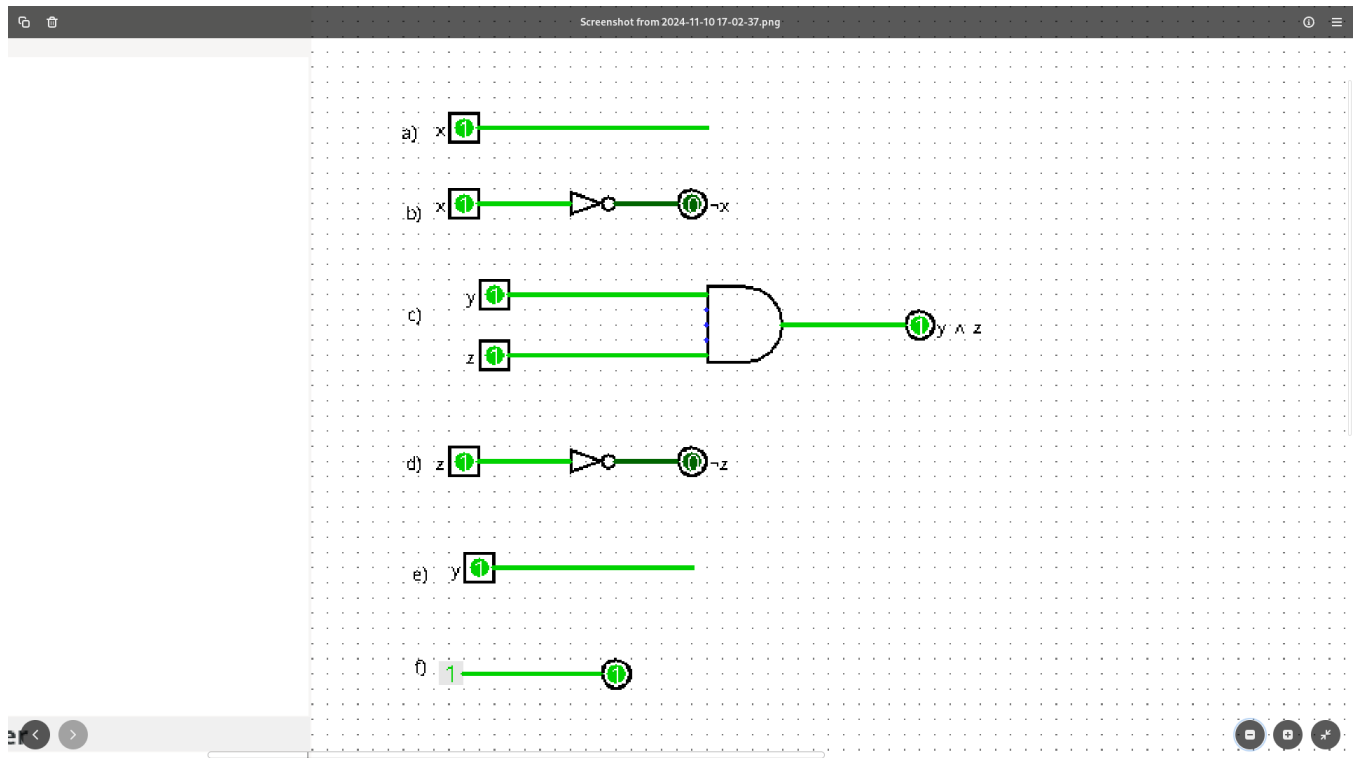 Screenshot from 2024-11-10 17-02-37.png
a) x 1
b) x 1 0 ¬x
c) y 1
z 1
1 y ∧ z
d) z 1 0 ¬z
e) y 1
f) 1 1
er